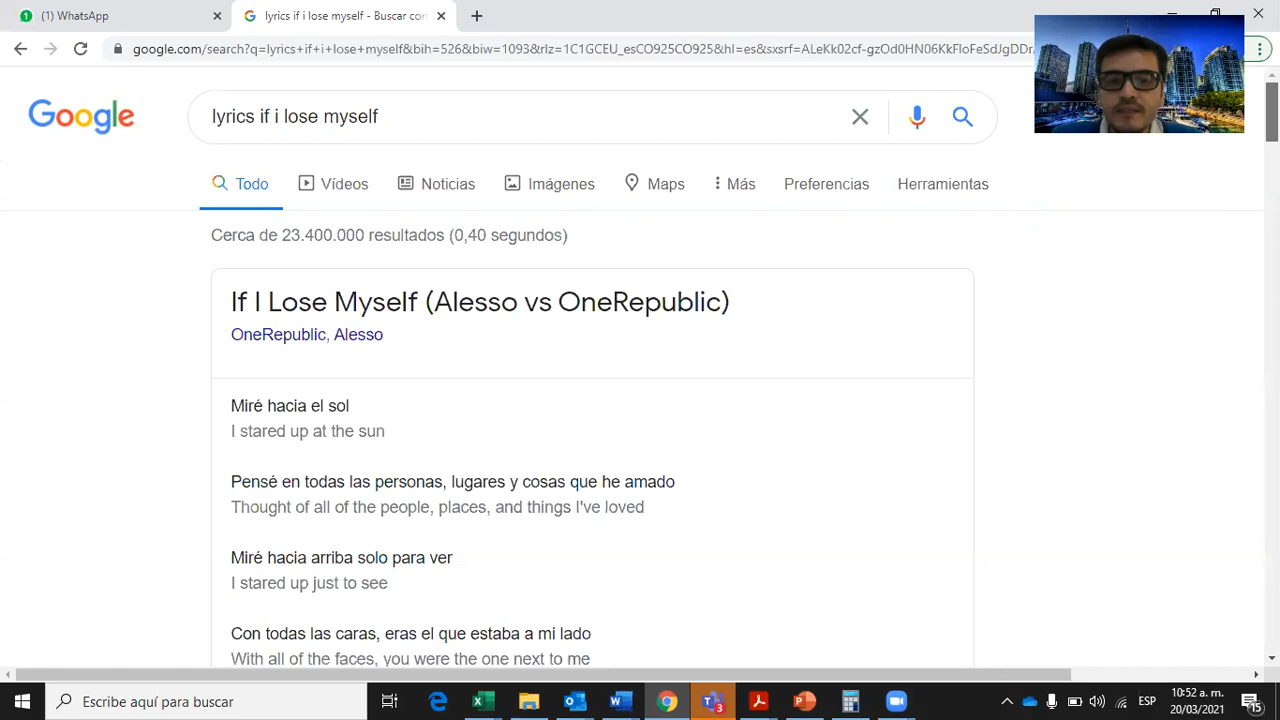 (1) WhatsApp
lyrics if i lose myself - Buscar con
google.com/search?q=lyrics+if+i+lose+myself&bih=526&biw=1093&rlz=1C1GCEU_esCO925CO925&hl=es&sxsrf=
Google
lyrics if i lose myself
Todo Vídeos Noticias Imágenes Maps Más Preferencias Herramientas
Cerca de 23.400.000 resultados (0,40 segundos)
If I Lose Myself (Alesso vs OneRepublic)
OneRepublic, Alesso
Miré hacia el sol
I stared up at the sun
Pensé en todas las personas, lugares y cosas que he amado
Thought of all of the people, places, and things I've loved
Miré hacia arriba solo para ver
I stared up just to see
Con todas las caras, eras el que estaba a mi lado
With all of the faces, you were the one next to me
Escribe aquí para buscar
3
ESP
10:52 a. m.
20/03/2021
15